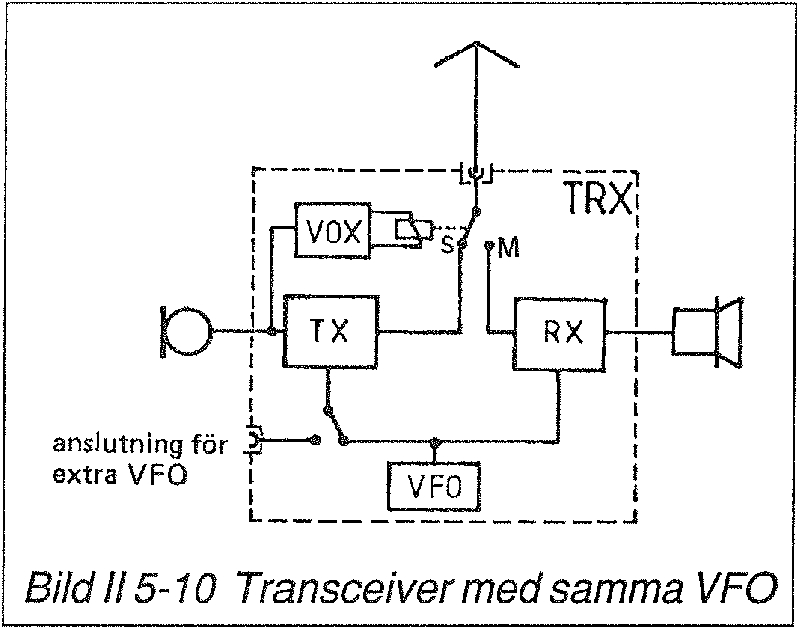 TRX
VOX
S M
TX
RX
anslutning för
extra VFO
VFO
Bild II 5-10 Transceiver med samma VFO